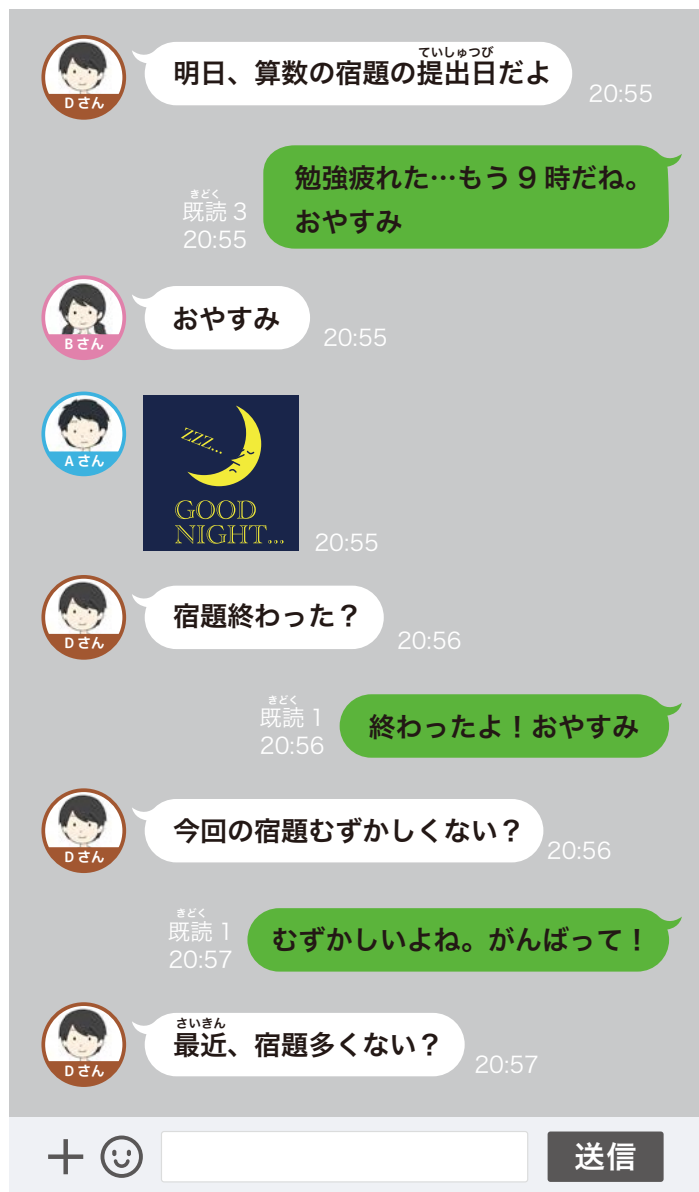 ていしゅつび
明日、算数の宿題の提出日だよ
Dさん
20:55
勉強疲れた…もう9時だね。
おやすみ
きどく
既読3
20:55
おやすみ
Bさん
20:55
ZZZ...
GOOD
NIGHT...
Aさん
20:55
宿題終わった?
Dさん
20:56
きどく
既読1
20:56
終わったよ!おやすみ
今回の宿題むずかしくない?
Dさん
20:56
きどく
既読1
20:57
むずかしいよね。がんばって!
さいきん
最近、宿題多くない?
Dさん
20:57
送信